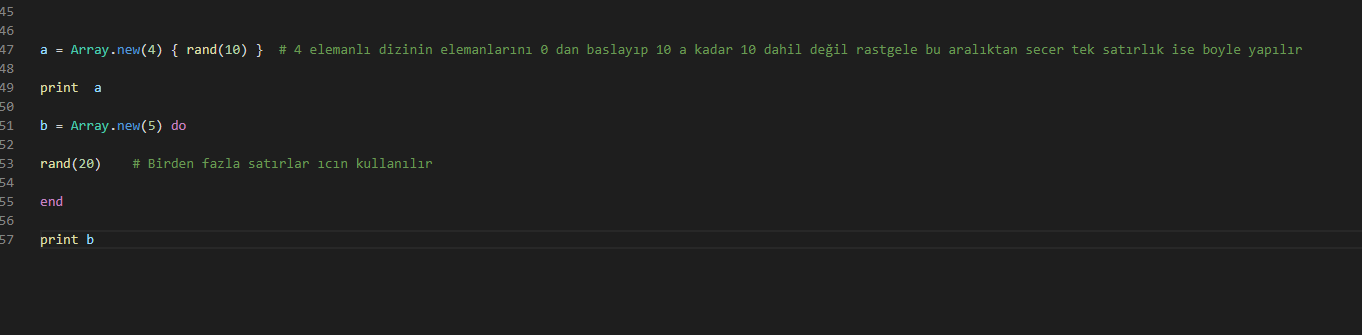 45
46
47 a = Array.new(4) { rand(10) }  # 4 elemanlı dizinin elemanlarını 0 dan baslayıp 10 a kadar 10 dahil değil rastgele bu aralıktan secer tek satırlık ise boyle yapılır
48
49 print  a
50
51 b = Array.new(5) do
52
53 rand(20)    # Birden fazla satırlar ıcın kullanılır
54
55 end
56
57 print b